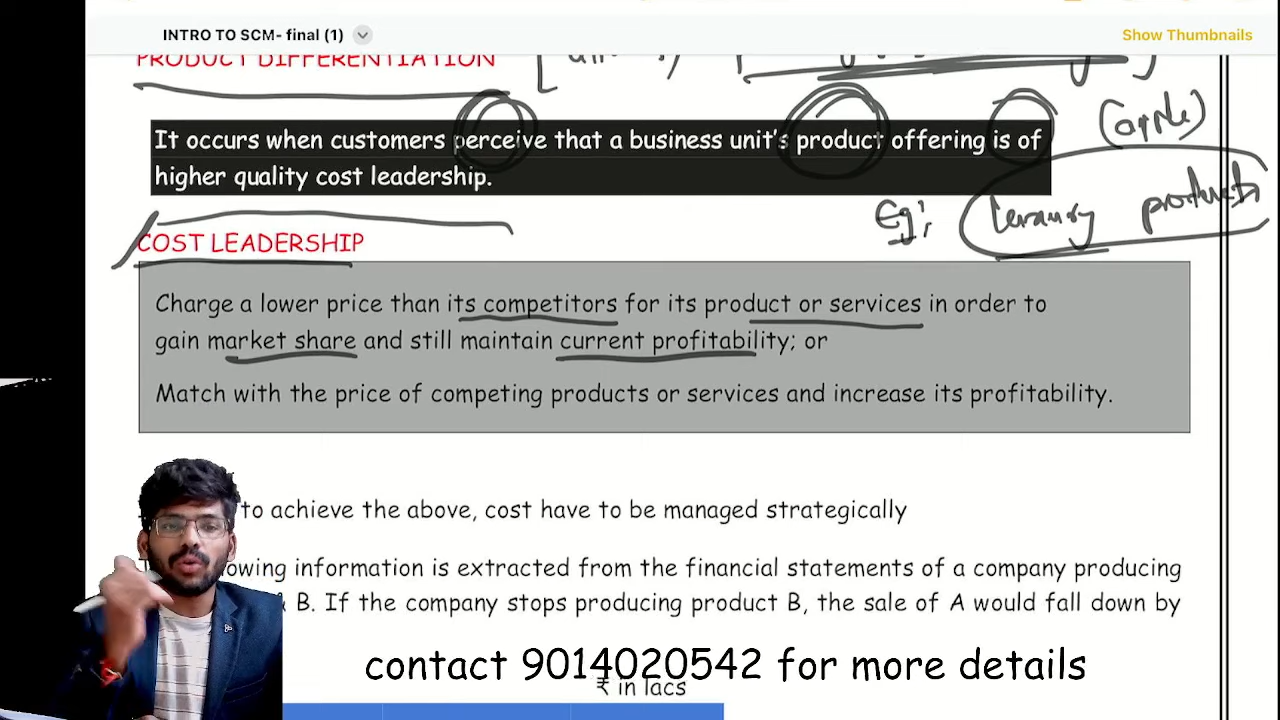 INTRO TO SCM- final (1)
Show Thumbnails
PRODUCT DIFFERENTIATION
(apple)
It occurs when customers perceive that a business unit's product offering is of
higher quality cost leadership.
Eg:
products
COST LEADERSHIP
Charge a lower price than its competitors for its product or services in order to
gain market share and still maintain current profitability; or
Match with the price of competing products or services and increase its profitability.
to achieve the above, cost have to be managed strategically
owing information is extracted from the financial statements of a company producing
& B. If the company stops producing product B, the sale of A would fall down by
contact 9014020542 for more details
₹ in lacs